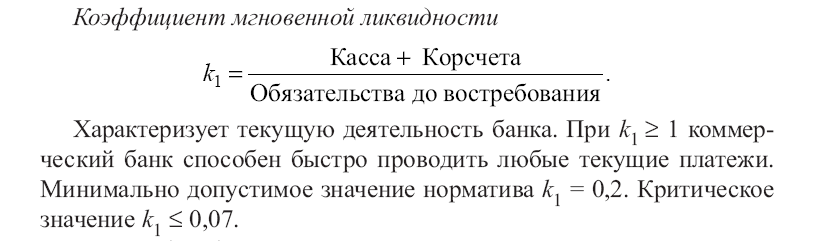 Коэффициент мгновенной ликвидности
k₁ = Касса + Корсчета
Обязательства до востребования.
Характеризует текущую деятельность банка. При k₁ ≥ 1 коммер-
ческий банк способен быстро проводить любые текущие платежи.
Минимально допустимое значение норматива k₁ = 0,2. Критическое
значение k₁ ≤ 0,07.